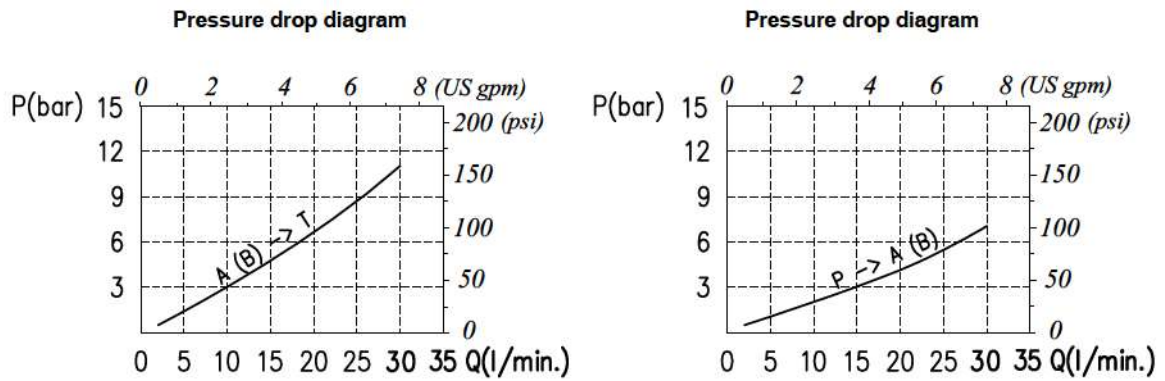 Pressure drop diagram
0 2 4 6 8 (US gpm)
P(bar) 15
200 (psi)
12
150
9
A (B) -> T
100
6
50
3
0
0 5 10 15 20 25 30 35 Q(l/min.)
Pressure drop diagram
0 2 4 6 8 (US gpm)
P(bar) 15
200 (psi)
12
150
9
100
6
P -> A (B)
50
3
0
0 5 10 15 20 25 30 35 Q(l/min.)